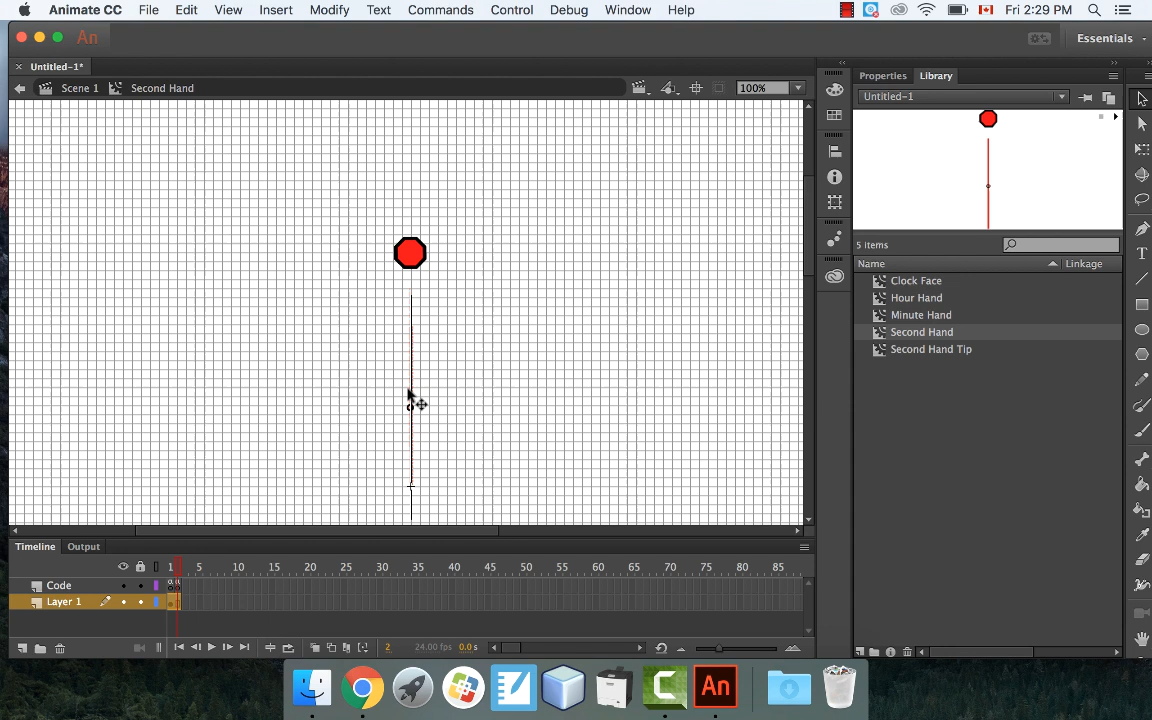 Animate CC File Edit View Insert Modify Text Commands Control Debug Window Help Fri 2:29 PM
An Essentials
× Untitled-1*
Scene 1 Second Hand 100%
Properties Library
Untitled-1
5 items
Name Linkage
Clock Face
Hour Hand
Minute Hand
Second Hand
Second Hand Tip
T
Timeline Output
1 5 10 15 20 25 30 35 40 45 50 55 60 65 70 75 80 85
Code
Layer 1
2 24.00 fps 0.0 s
C An